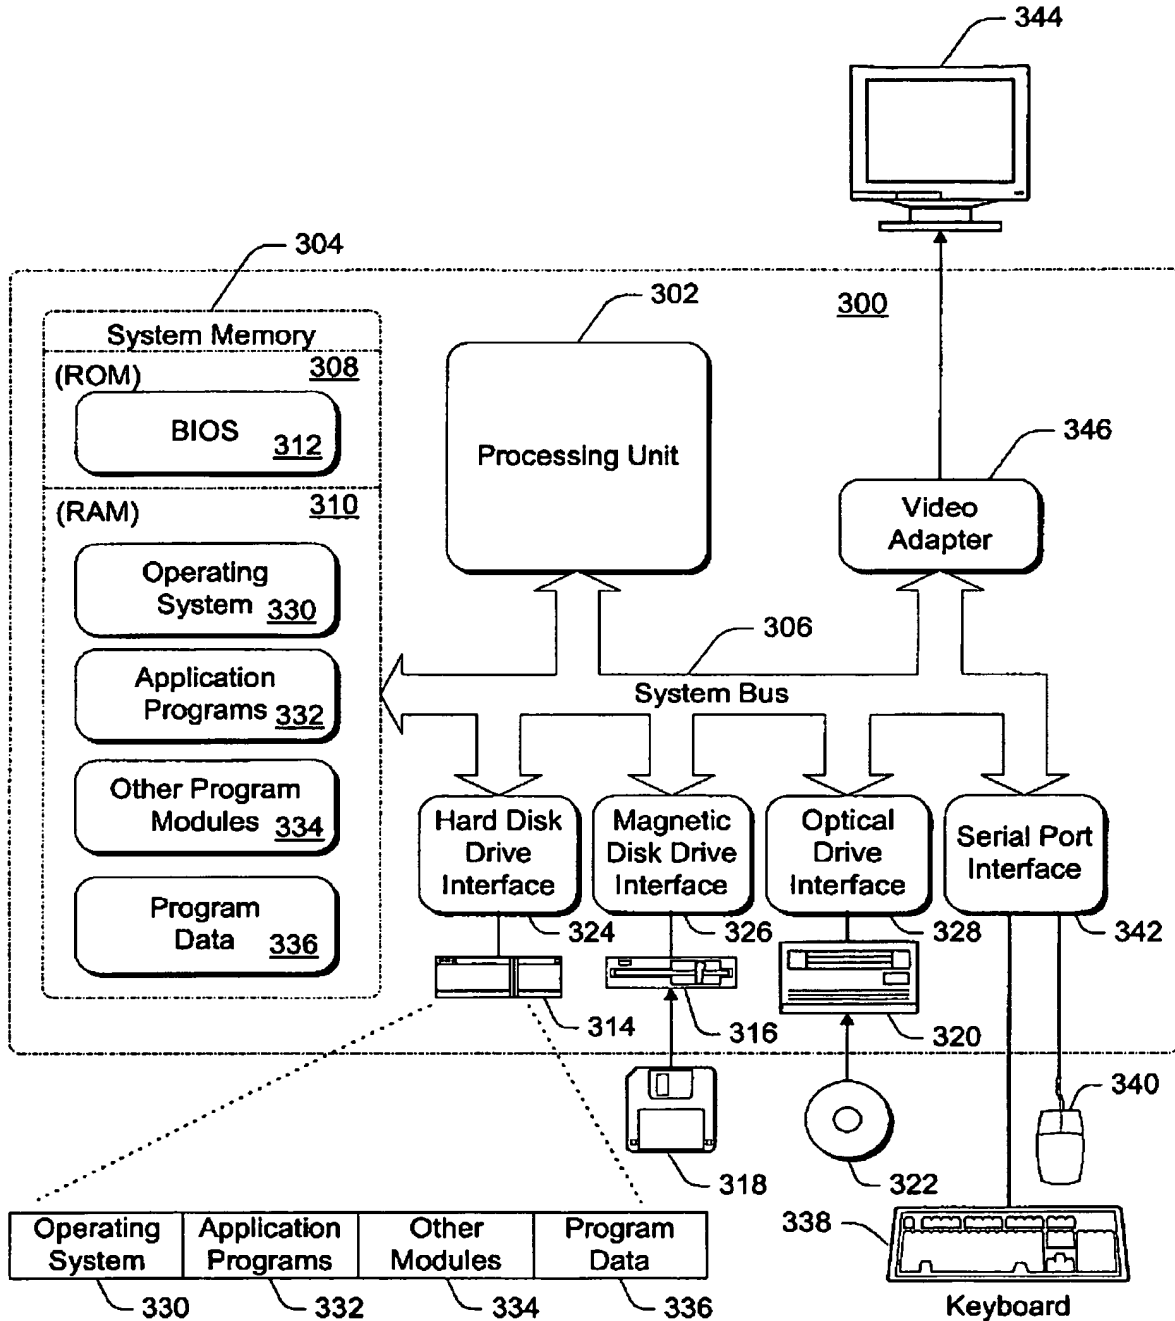 344
304
302
300
System Memory
(ROM)
308
BIOS
312
Processing Unit
346
(RAM)
310
Video
Adapter
Operating
System
330
306
Application
Programs
332
System Bus
Other Program
Modules
334
Hard Disk
Drive
Interface
Magnetic
Disk Drive
Interface
Optical
Drive
Interface
Serial Port
Interface
Program
Data
336
324
326
328
342
314
316
320
340
318
322
338
Operating
System
Application
Programs
Other
Modules
Program
Data
330
332
334
336
Keyboard